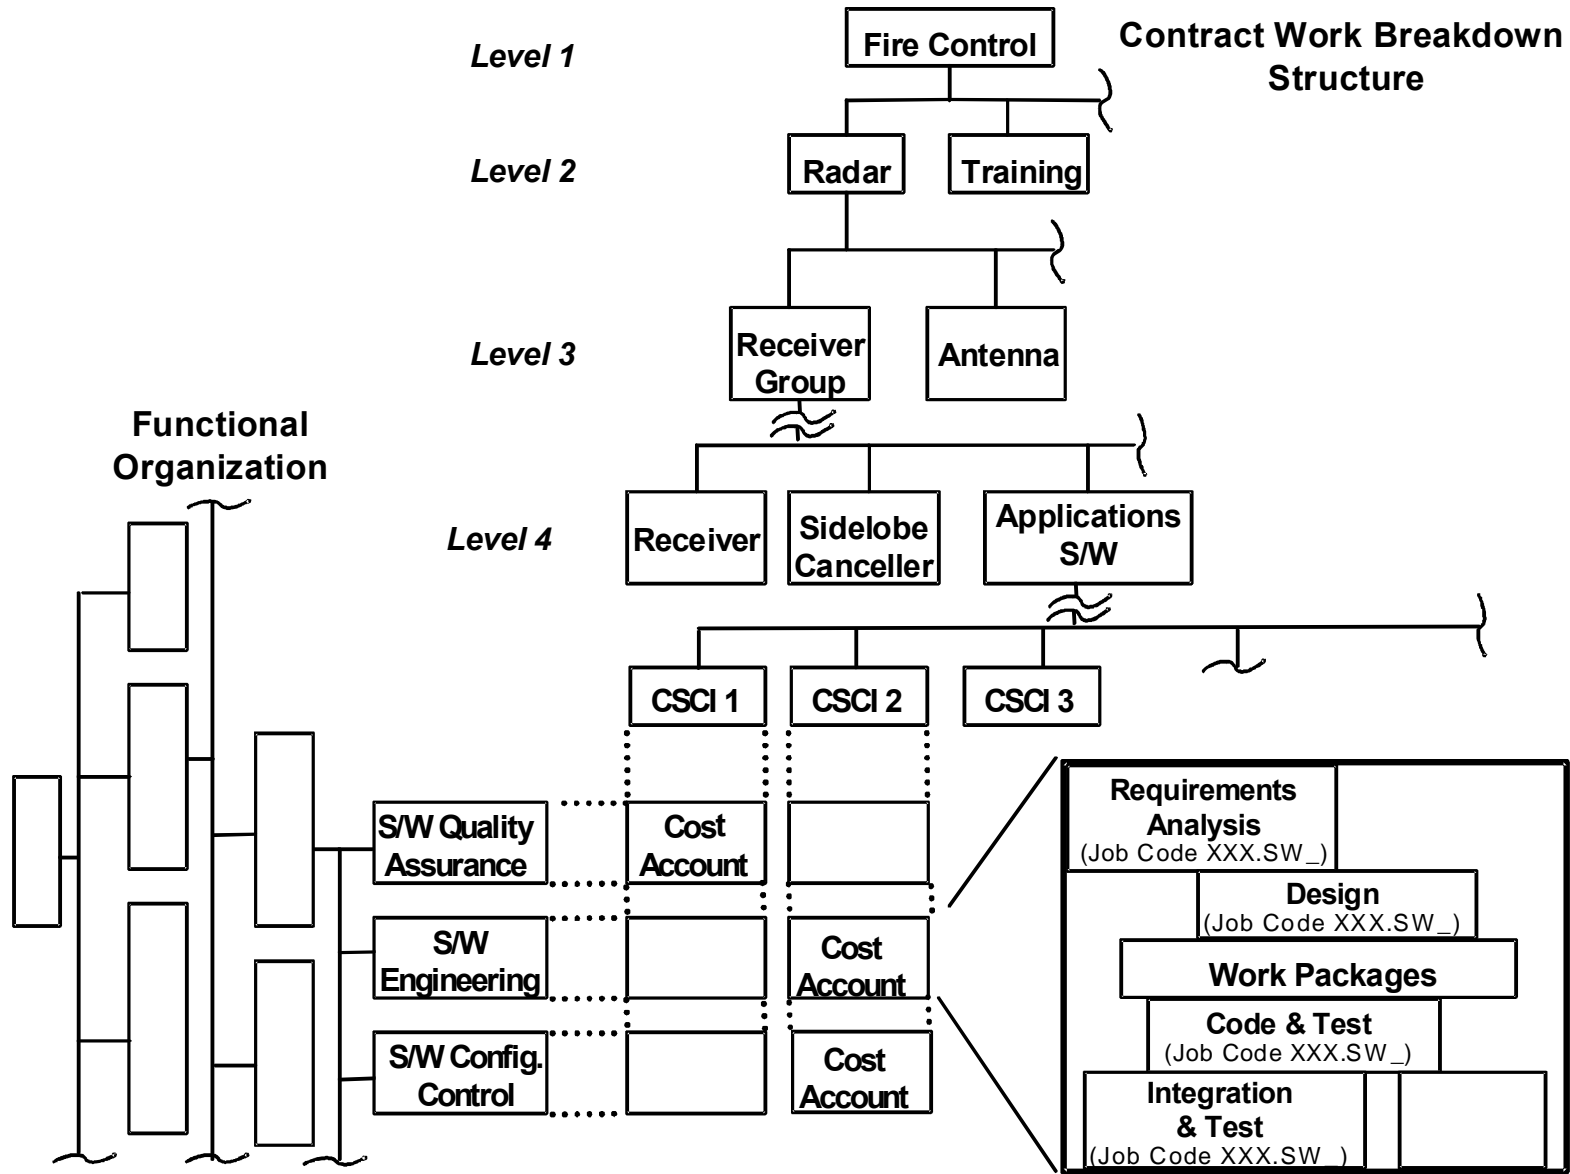 Level 1
Fire Control
Contract Work Breakdown
Structure
Level 2
Radar
Training
Level 3
Receiver
Group
Antenna
Functional
Organization
Level 4
Receiver
Sidelobe
Canceller
Applications
S/W
CSCI 1
CSCI 2
CSCI 3
S/W Quality
Assurance
Cost
Account
S/W
Engineering
Cost
Account
S/W Config.
Control
Cost
Account
Requirements
Analysis
(Job Code XXX.SW_)
Design
(Job Code XXX.SW_)
Work Packages
Code & Test
(Job Code XXX.SW_)
Integration
& Test
(Job Code XXX.SW_)